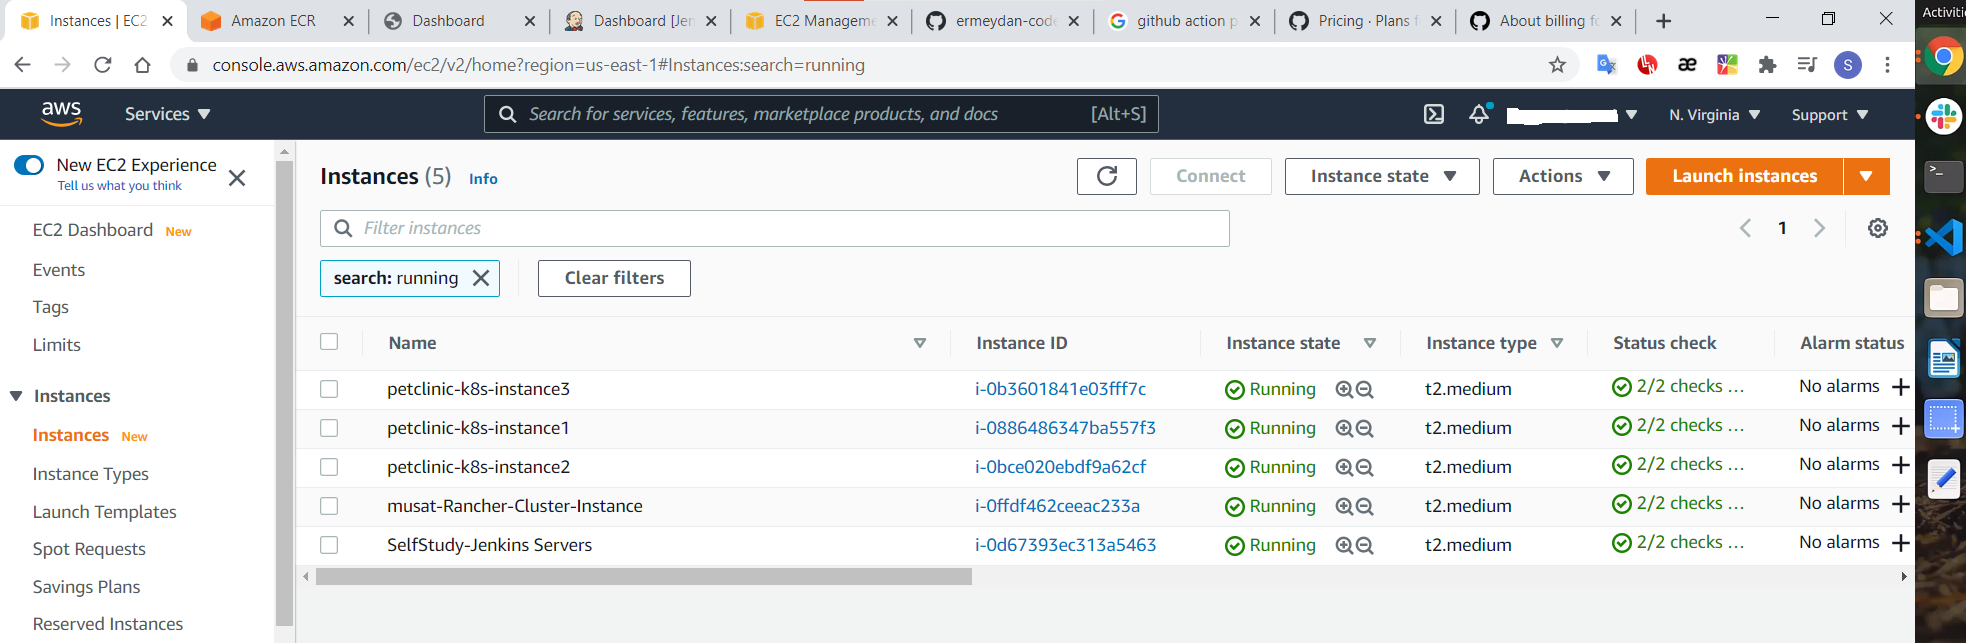 Instances | EC2
Amazon ECR
Dashboard
Dashboard [Jen
EC2 Manageme
ermeydan-code
github action p
Pricing · Plans f
About billing fo
Activiti
console.aws.amazon.com/ec2/v2/home?region=us-east-1#Instances:search=running
S
aws
Services
Search for services, features, marketplace products, and docs
[Alt+S]
N. Virginia
Support
New EC2 Experience
Tell us what you think
EC2 Dashboard New
Events
Tags
Limits
Instances
Instances New
Instance Types
Launch Templates
Spot Requests
Savings Plans
Reserved Instances
Instances (5) Info
Connect
Instance state
Actions
Launch instances
Filter instances
1
search: running
Clear filters
Name Instance ID Instance state Instance type Status check Alarm status
petclinic-k8s-instance3 i-0b3601841e03fff7c Running t2.medium 2/2 checks ... No alarms
petclinic-k8s-instance1 i-0886486347ba557f3 Running t2.medium 2/2 checks ... No alarms
petclinic-k8s-instance2 i-0bce020ebdf9a62cf Running t2.medium 2/2 checks ... No alarms
musat-Rancher-Cluster-Instance i-0ffdf462ceeac233a Running t2.medium 2/2 checks ... No alarms
SelfStudy-Jenkins Servers i-0d67393ec313a5463 Running t2.medium 2/2 checks ... No alarms